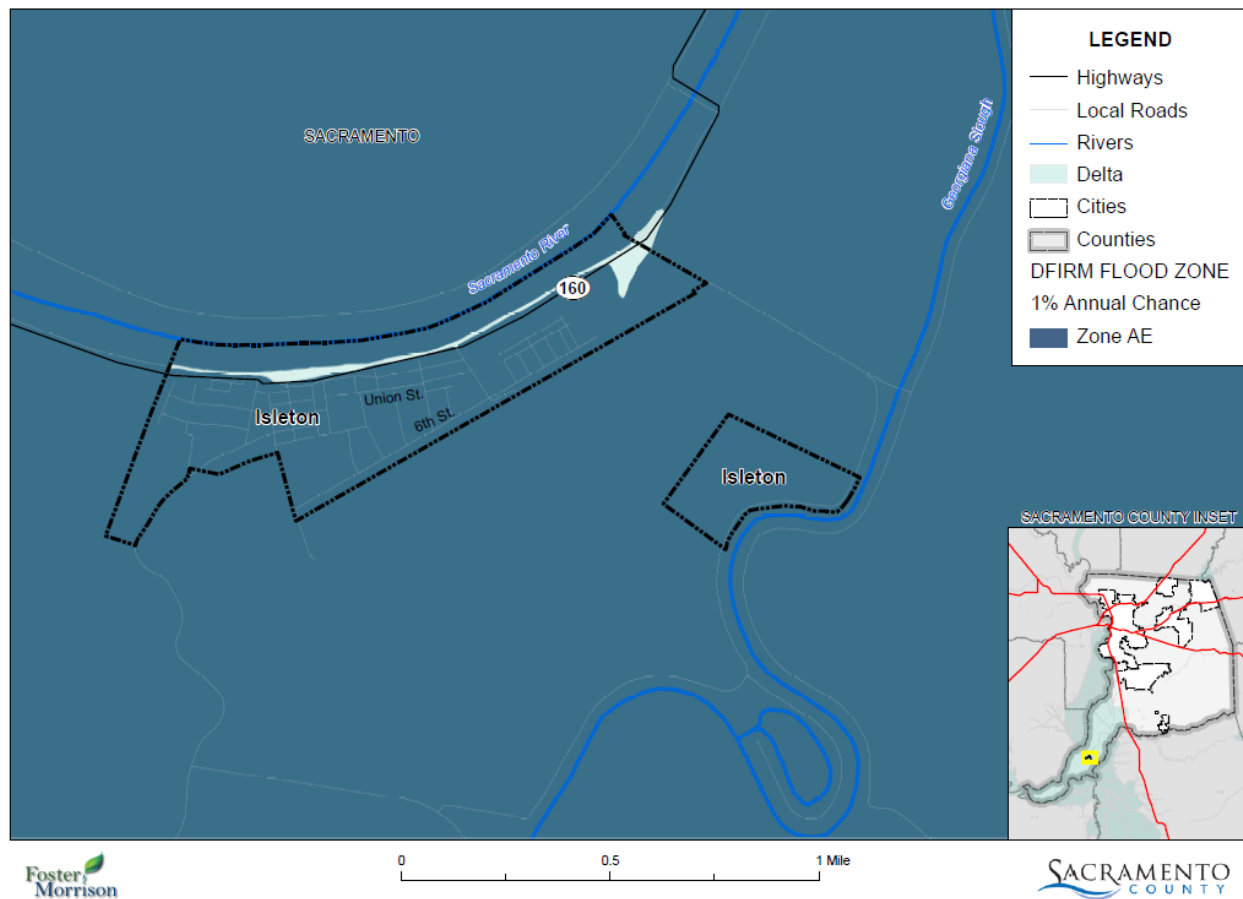 LEGEND
Highways
Local Roads
Rivers
Delta
Cities
Counties
DFIRM FLOOD ZONE
1% Annual Chance
Zone AE
SACRAMENTO
Georgiana Slough
Sacramento River
160
Union St.
Isleton
6th St.
Isleton
SACRAMENTO COUNTY INSET
0
0.5
1 Mile
Foster
Morrison
SACRAMENTO
COUNTY